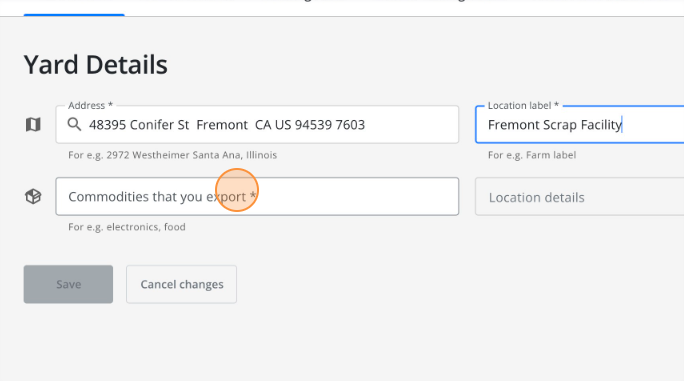 Yard Details
Address *
48395 Conifer St  Fremont  CA US 94539 7603
For e.g. 2972 Westheimer Santa Ana, Illinois
Location label *
Fremont Scrap Facility
For e.g. Farm label
Commodities that you export *
For e.g. electronics, food
Location details
Save
Cancel changes